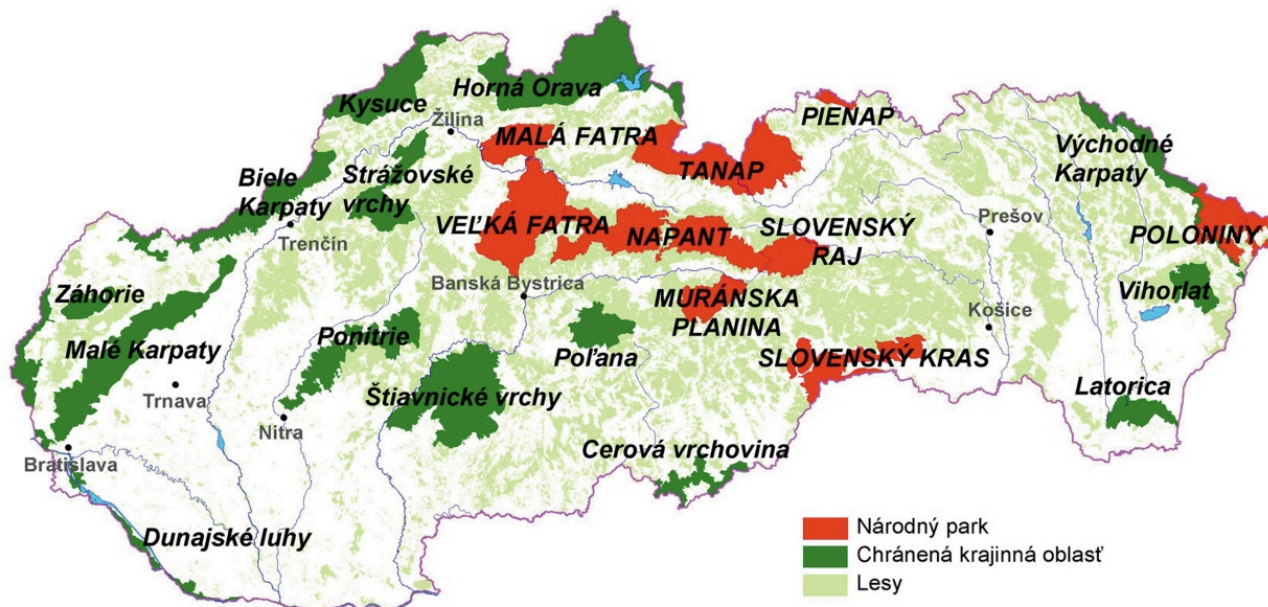 Horná Orava
Kysuce
Žilina
MALÁ FATRA
PIENAP
TANAP
Východné
Karpaty
Strážovské
vrchy
Biele
Karpaty
Trenčín
VEĽKÁ FATRA
NAPANT
SLOVENSKÝ
RAJ
Prešov
POLONINY
Banská Bystrica
MURÁNSKA
PLANINA
Vihorlat
Záhorie
Malé Karpaty
Ponitrie
Poľana
Košice
SLOVENSKÝ KRAS
Trnava
Štiavnické vrchy
Latorica
Nitra
Bratislava
Cerová vrchovina
Dunajské luhy
Národný park
Chránená krajinná oblasť
Lesy